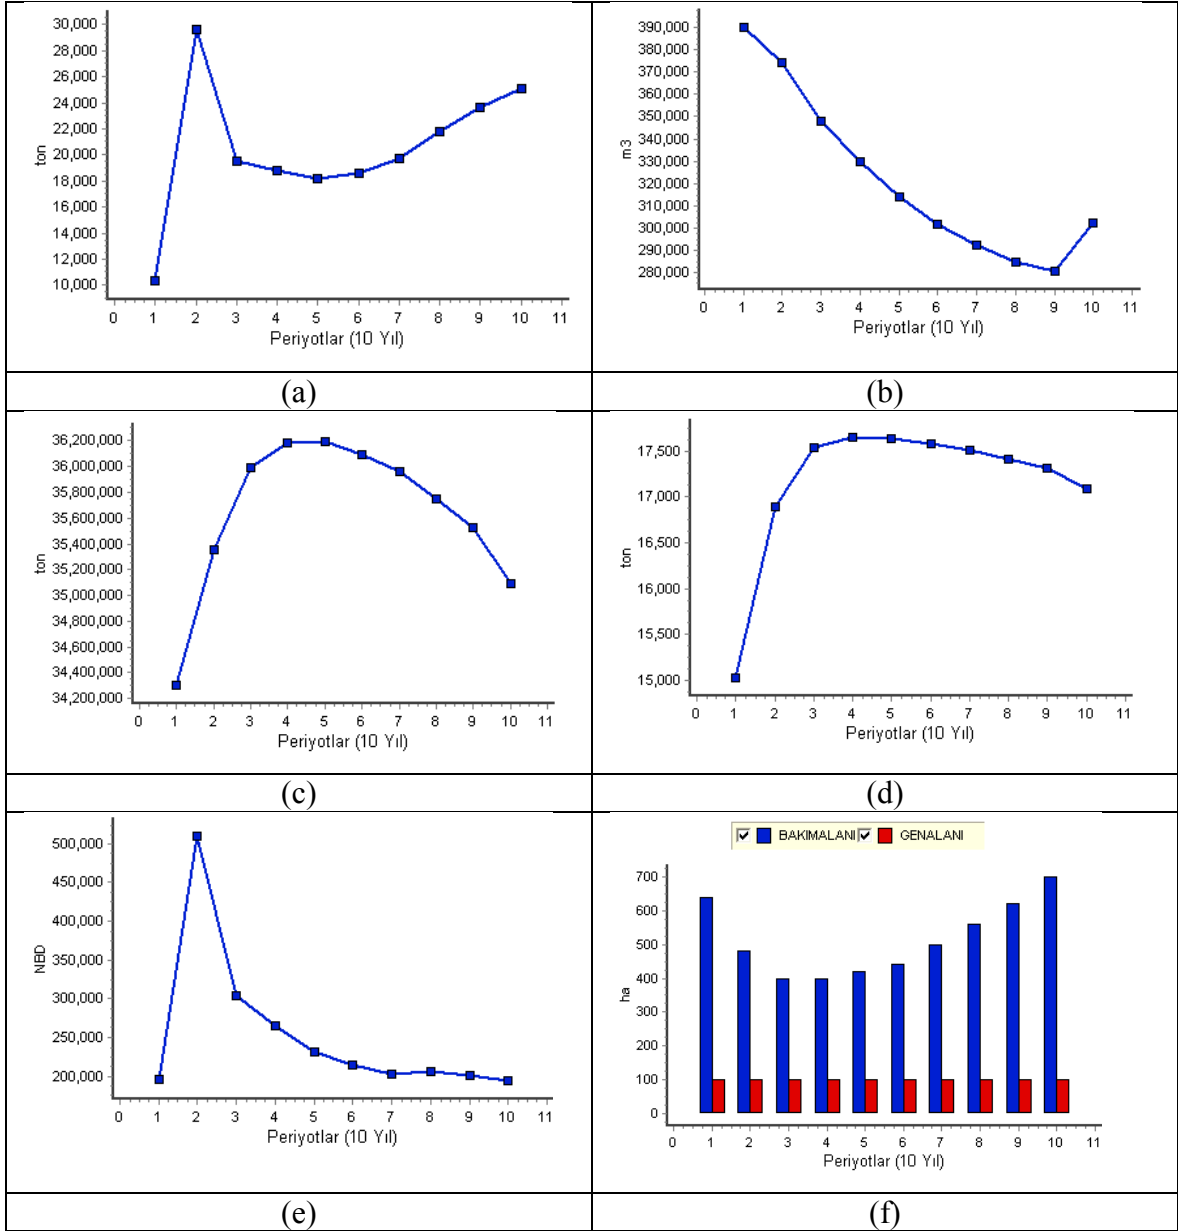 30,000
28,000
26,000
24,000
22,000
20,000
18,000
16,000
14,000
12,000
10,000
ton
0 1 2 3 4 5 6 7 8 9 10 11
Periyotlar (10 Yıl)
(a)
390,000
380,000
370,000
360,000
350,000
340,000
330,000
320,000
310,000
300,000
290,000
280,000
m3
0 1 2 3 4 5 6 7 8 9 10 11
Periyotlar (10 Yıl)
(b)
36,200,000
36,000,000
35,800,000
35,600,000
35,400,000
35,200,000
35,000,000
34,800,000
34,600,000
34,400,000
34,200,000
ton
0 1 2 3 4 5 6 7 8 9 10 11
Periyotlar (10 Yıl)
(c)
17,500
17,000
16,500
16,000
15,500
15,000
ton
0 1 2 3 4 5 6 7 8 9 10 11
Periyotlar (10 Yıl)
(d)
500,000
450,000
400,000
350,000
300,000
250,000
200,000
NBD
0 1 2 3 4 5 6 7 8 9 10 11
Periyotlar (10 Yıl)
(e)
BAKIMALANI GENALANI
700
600
500
400
300
200
100
0
ha
0 1 2 3 4 5 6 7 8 9 10 11
Periyotlar (10 Yıl)
(f)